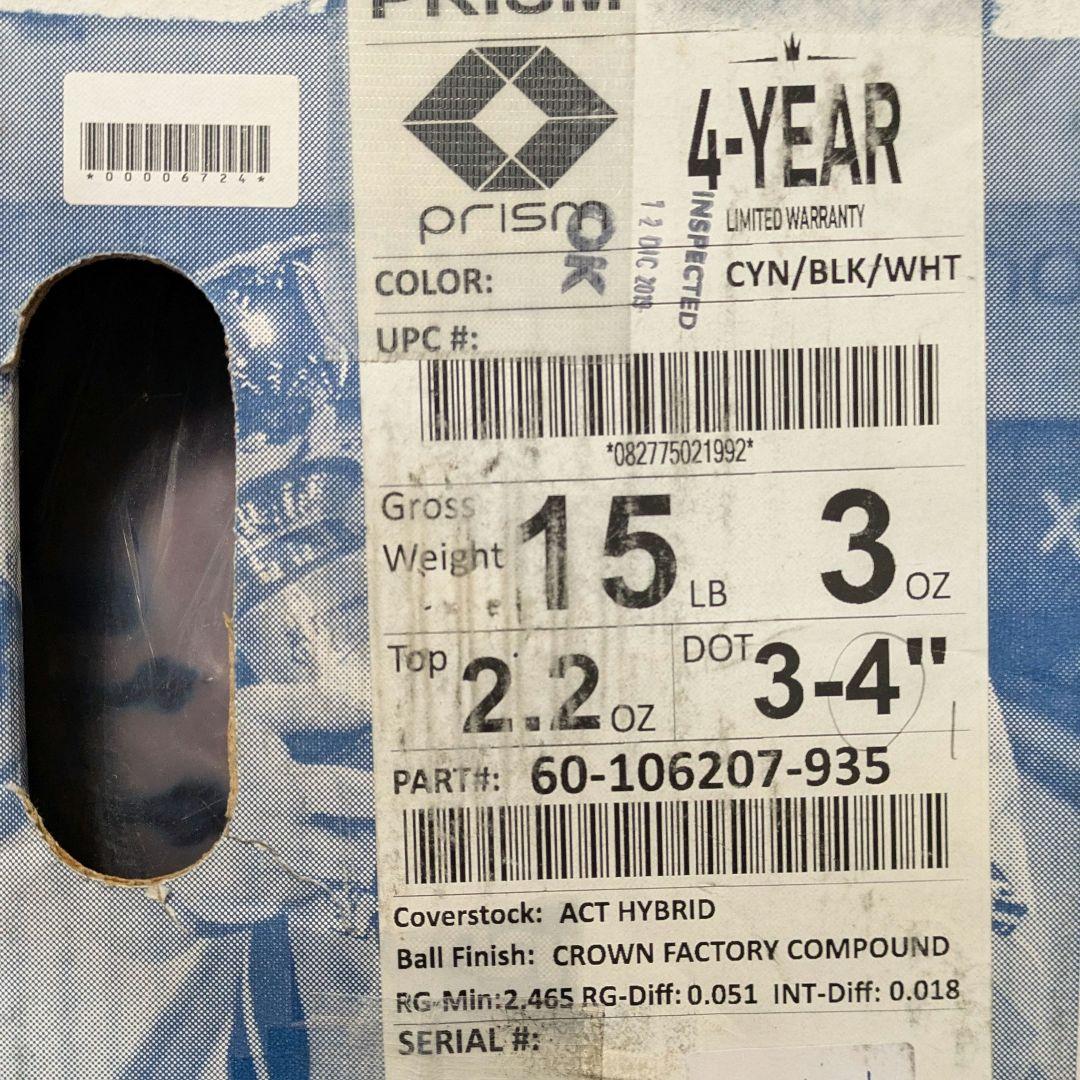 PRISM
*00006724*
prism
4-YEAR
LIMITED WARRANTY
OK
12 DIC 2019
INSPECTED
COLOR: CYN/BLK/WHT
UPC #:
*082775021992*
Gross Weight 15 LB 3 OZ
Top 2.2 OZ DOT 3-4"
PART#: 60-106207-935
Coverstock: ACT HYBRID
Ball Finish: CROWN FACTORY COMPOUND
RG-Min:2.465 RG-Diff: 0.051 INT-Diff: 0.018
SERIAL #: